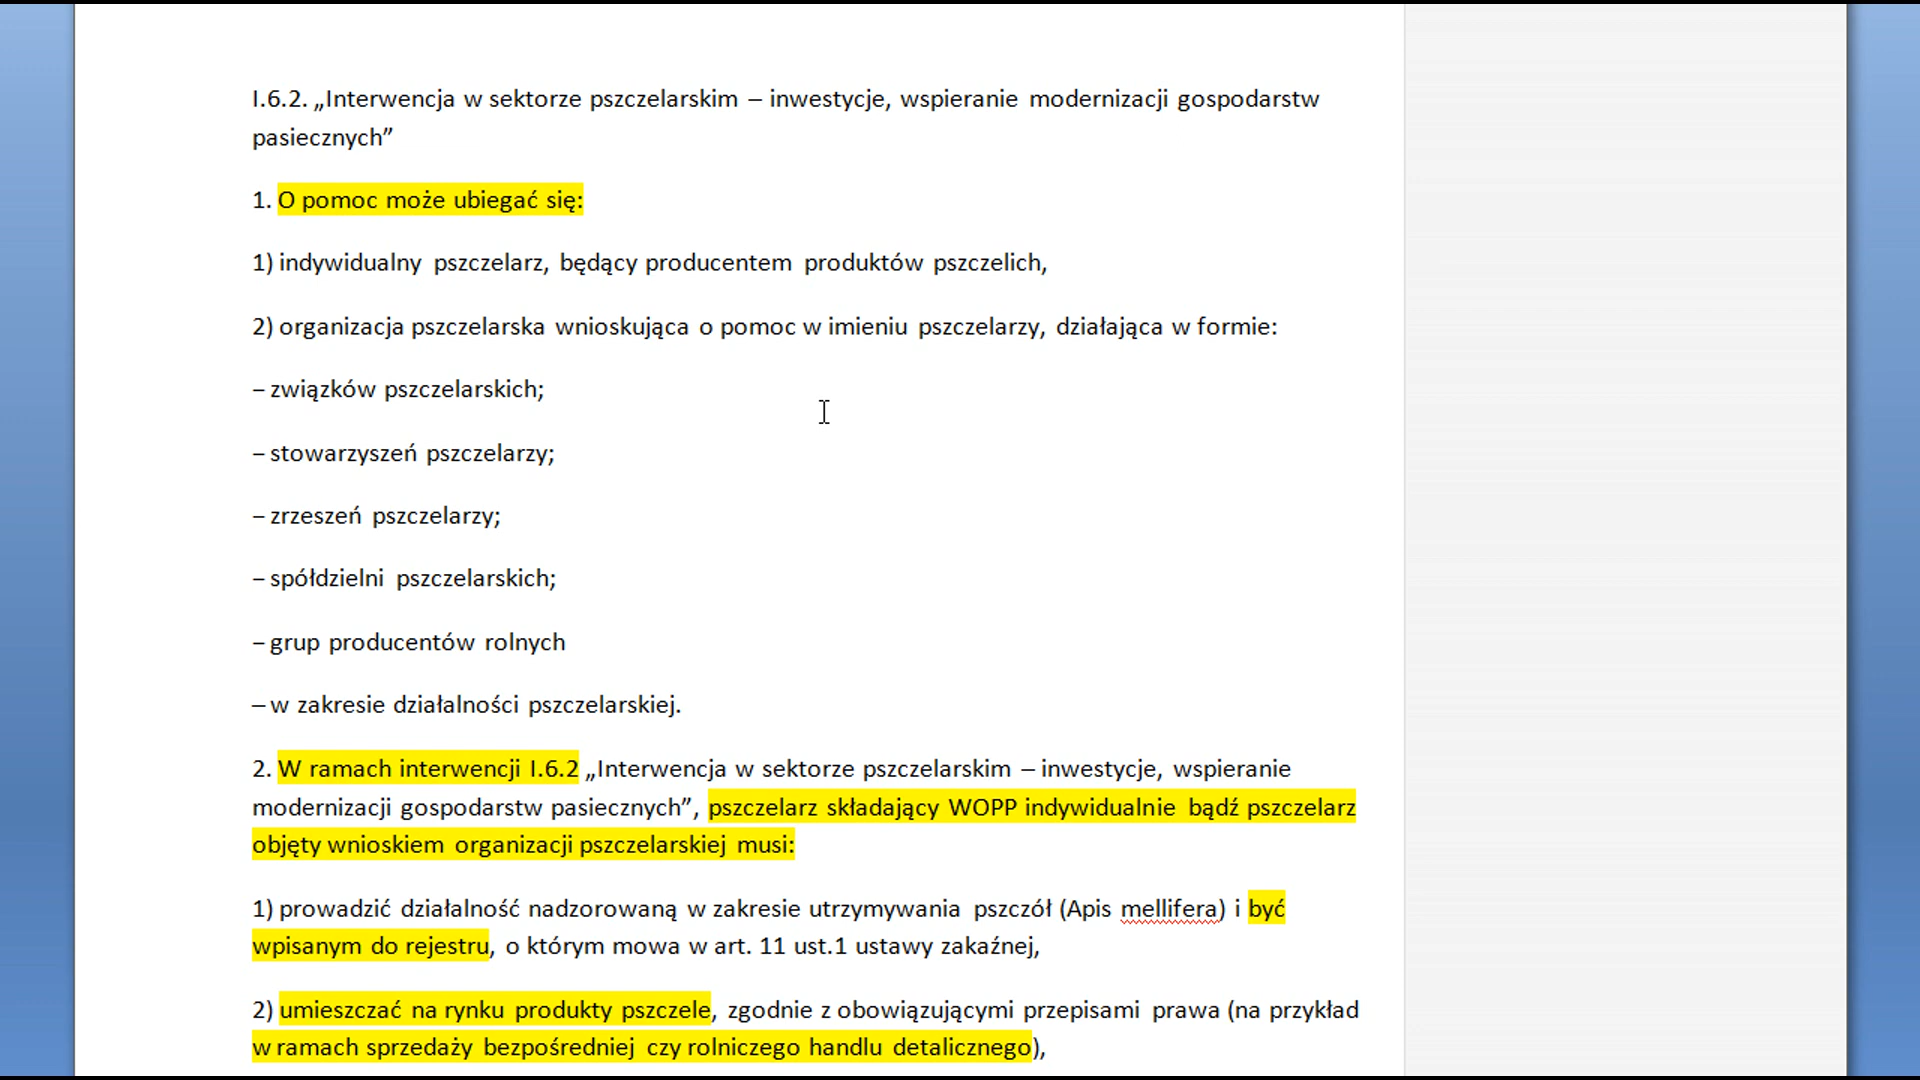 I.6.2. „Interwencja w sektorze pszczelarskim – inwestycje, wspieranie modernizacji gospodarstw
pasiecznych”
1. O pomoc może ubiegać się:
1) indywidualny pszczelarz, będący producentem produktów pszczelich,
2) organizacja pszczelarska wnioskująca o pomoc w imieniu pszczelarzy, działająca w formie:
– związków pszczelarskich;
– stowarzyszeń pszczelarzy;
– zrzeszeń pszczelarzy;
– spółdzielni pszczelarskich;
– grup producentów rolnych
– w zakresie działalności pszczelarskiej.
2. W ramach interwencji I.6.2 „Interwencja w sektorze pszczelarskim – inwestycje, wspieranie
modernizacji gospodarstw pasiecznych”, pszczelarz składający WOPP indywidualnie bądź pszczelarz
objęty wnioskiem organizacji pszczelarskiej musi:
1) prowadzić działalność nadzorowaną w zakresie utrzymywania pszczół (Apis mellifera) i być
wpisanym do rejestru, o którym mowa w art. 11 ust.1 ustawy zakaźnej,
2) umieszczać na rynku produkty pszczele, zgodnie z obowiązującymi przepisami prawa (na przykład
w ramach sprzedaży bezpośredniej czy rolniczego handlu detalicznego),